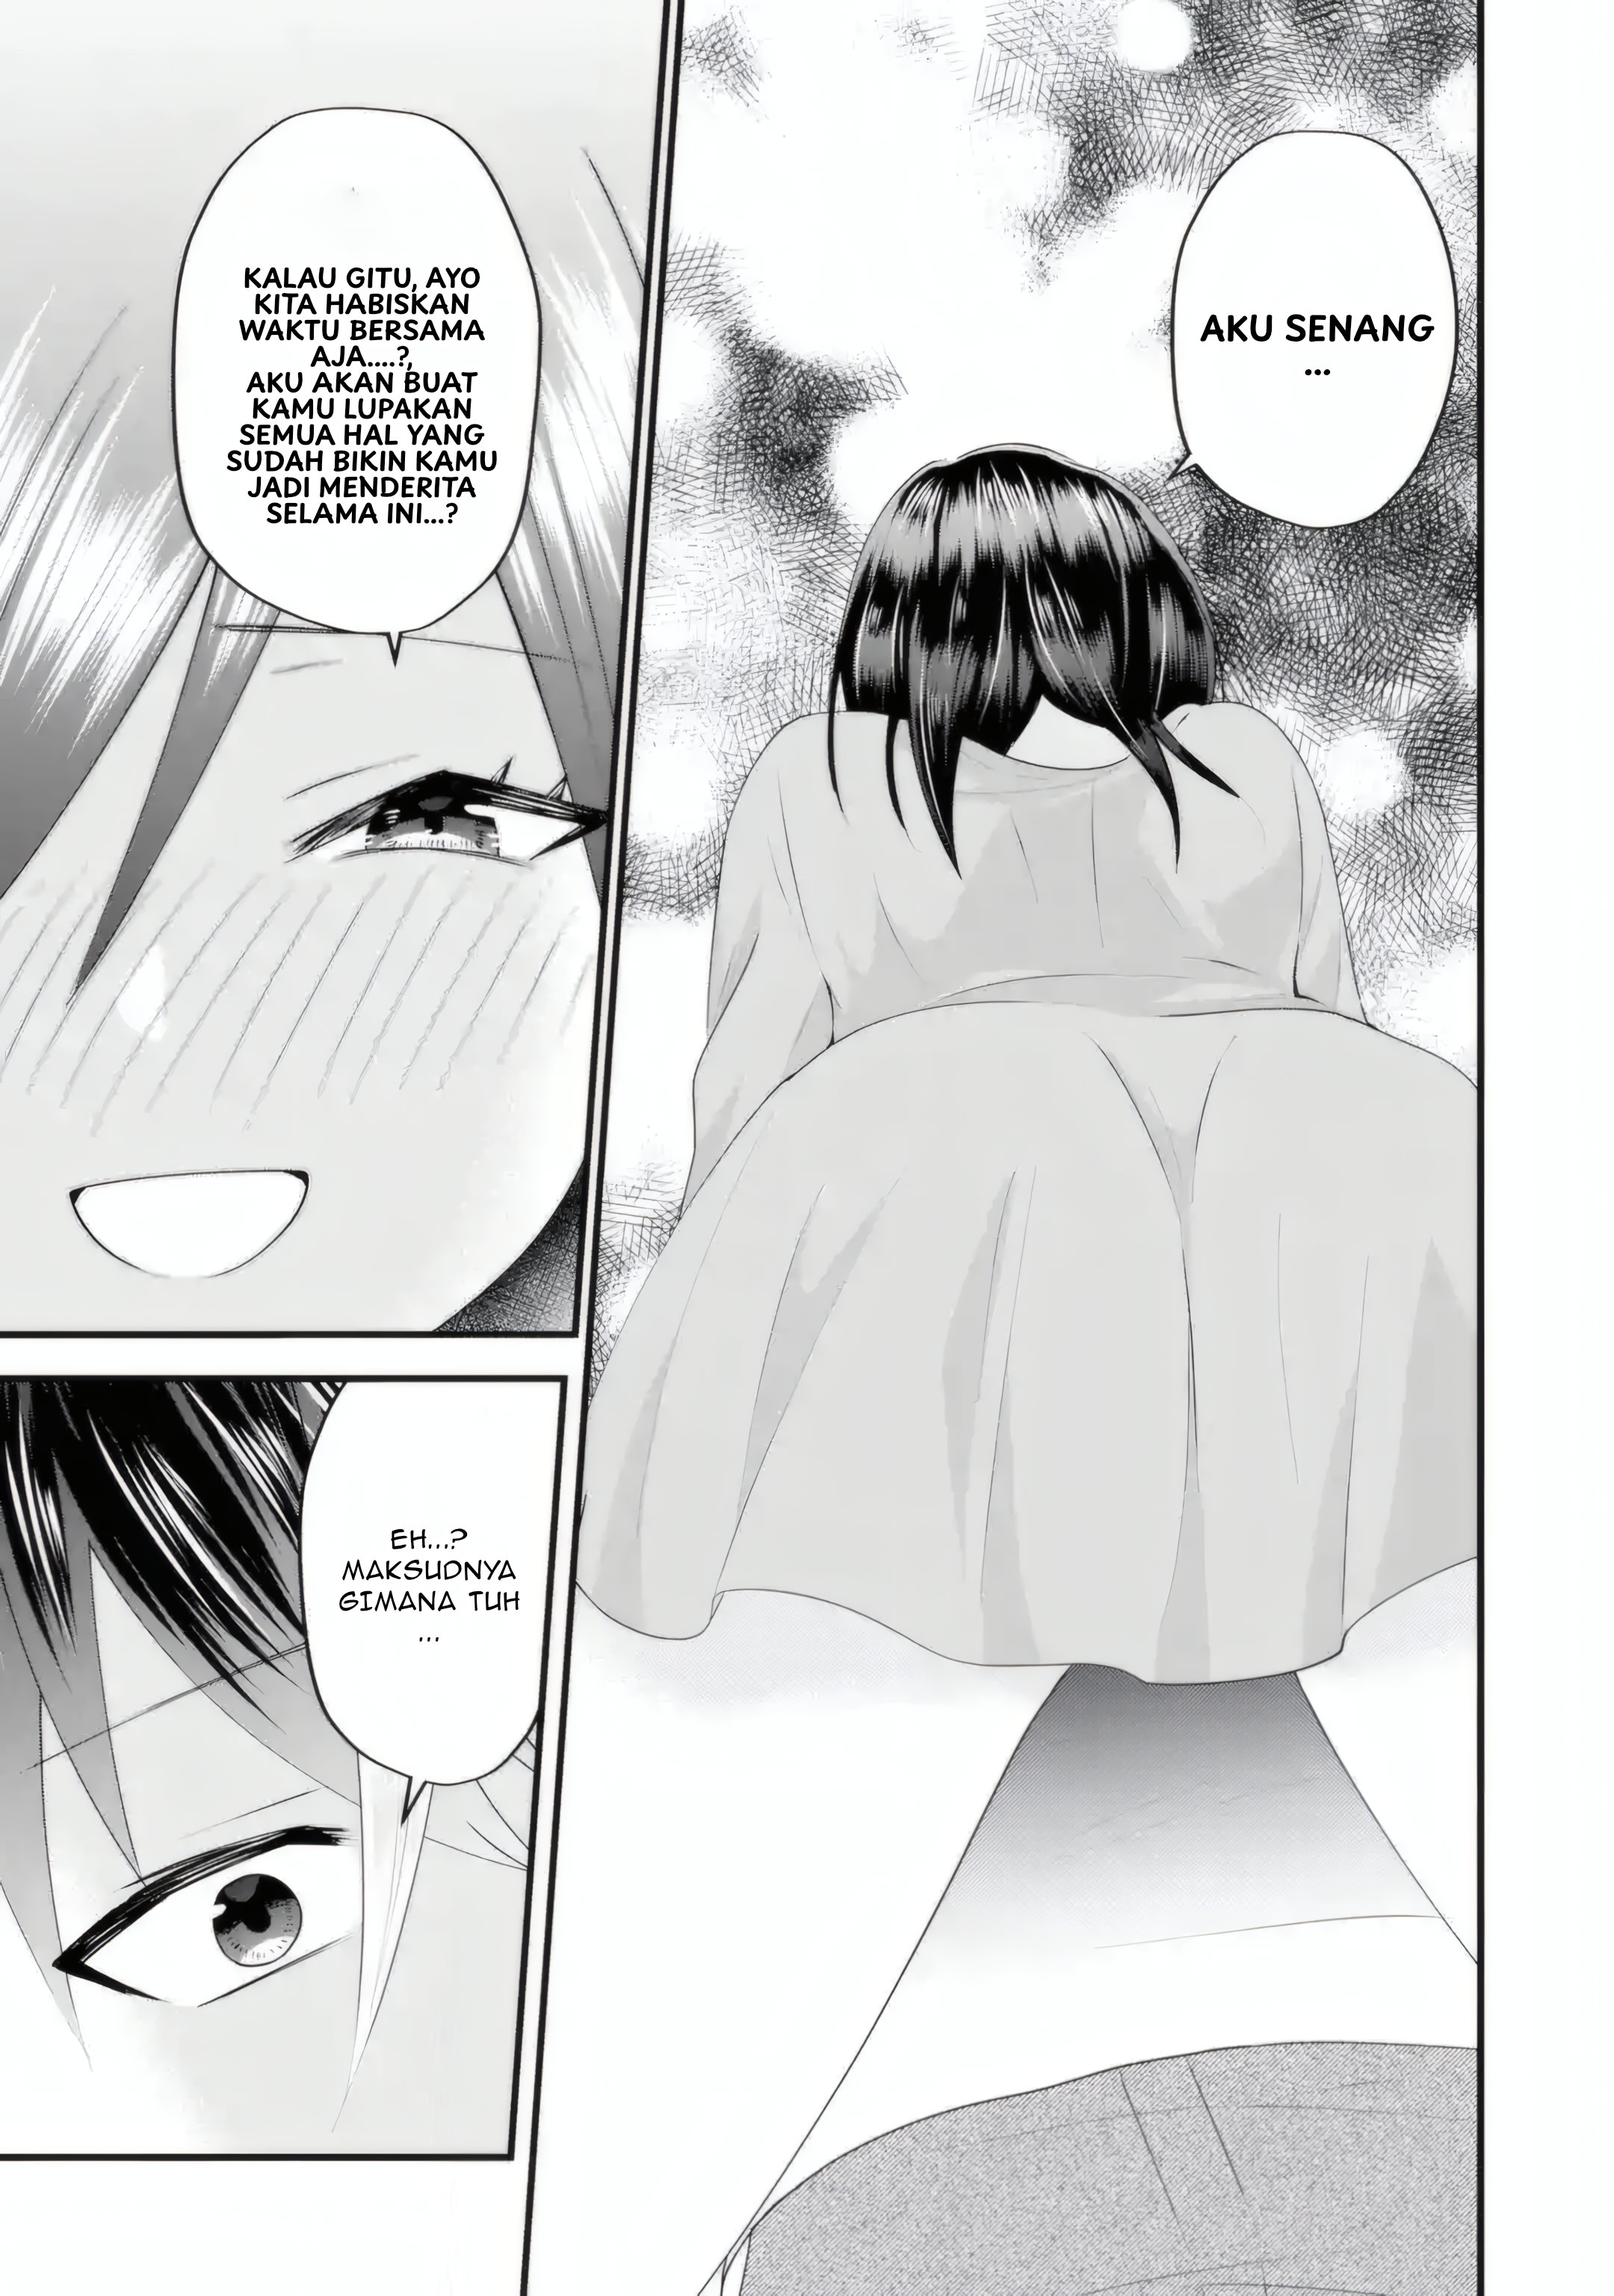 AKU SENANG
...
KALAU GITU, AYO
KITA HABISKAN
WAKTU BERSAMA
AJA....?,
AKU AKAN BUAT
KAMU LUPAKAN
SEMUA HAL YANG
SUDAH BIKIN KAMU
JADI MENDERITA
SELAMA INI...?
EH...?
MAKSUDNYA
GIMANA TUH
...